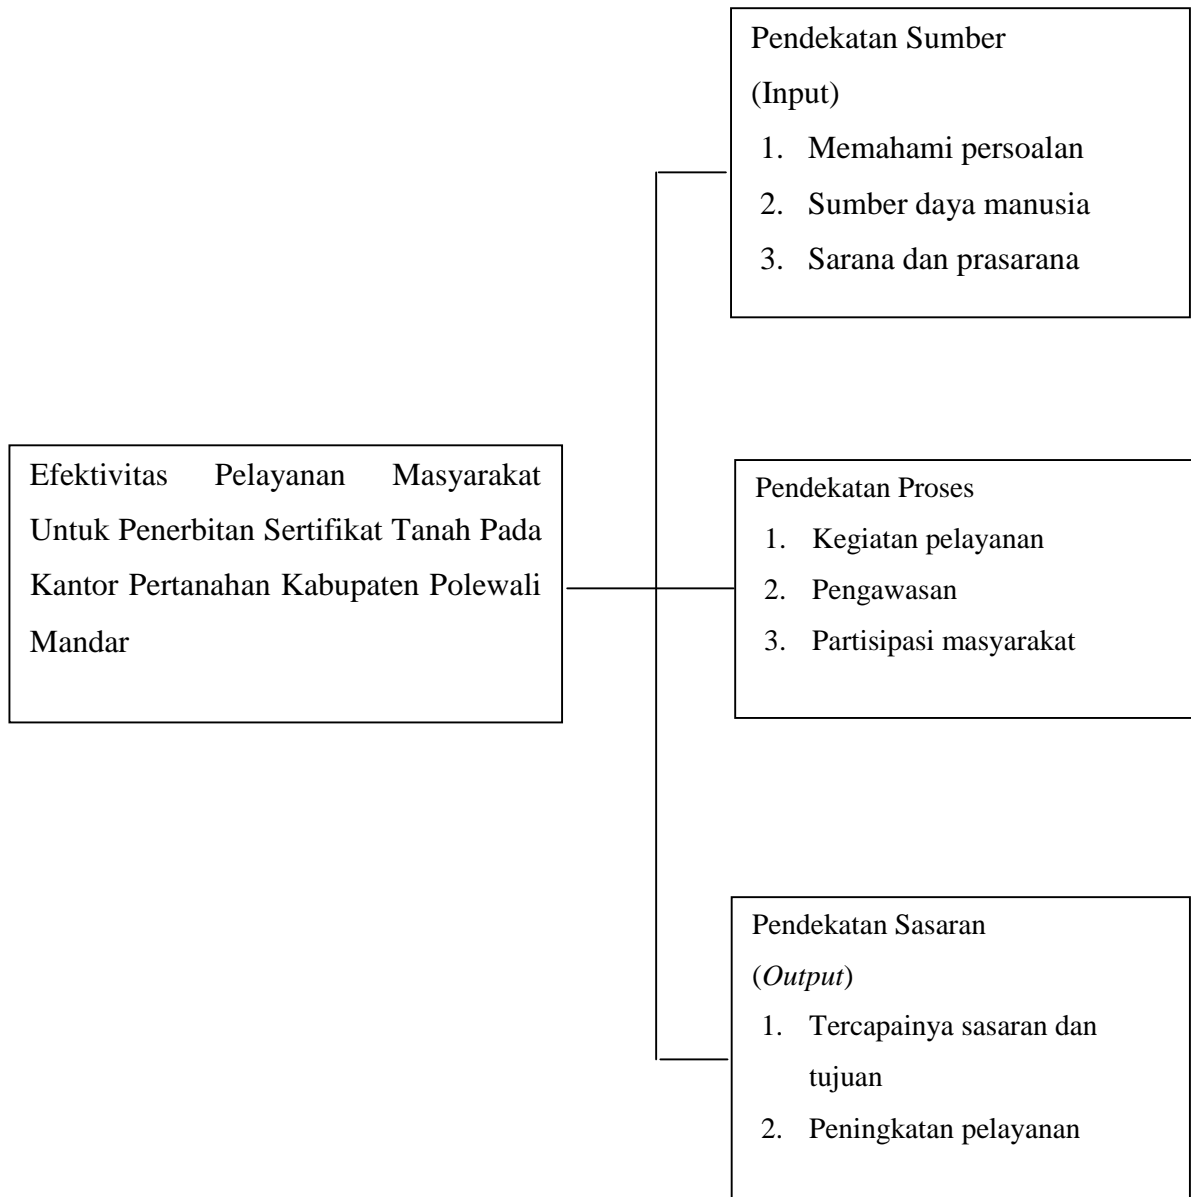 Pendekatan Sumber
(Input)
1. Memahami persoalan
2. Sumber daya manusia
3. Sarana dan prasarana
Efektivitas Pelayanan Masyarakat
Untuk Penerbitan Sertifikat Tanah Pada
Kantor Pertanahan Kabupaten Polewali
Mandar
Pendekatan Proses
1. Kegiatan pelayanan
2. Pengawasan
3. Partisipasi masyarakat
Pendekatan Sasaran
(Output)
1. Tercapainya sasaran dan
tujuan
2. Peningkatan pelayanan